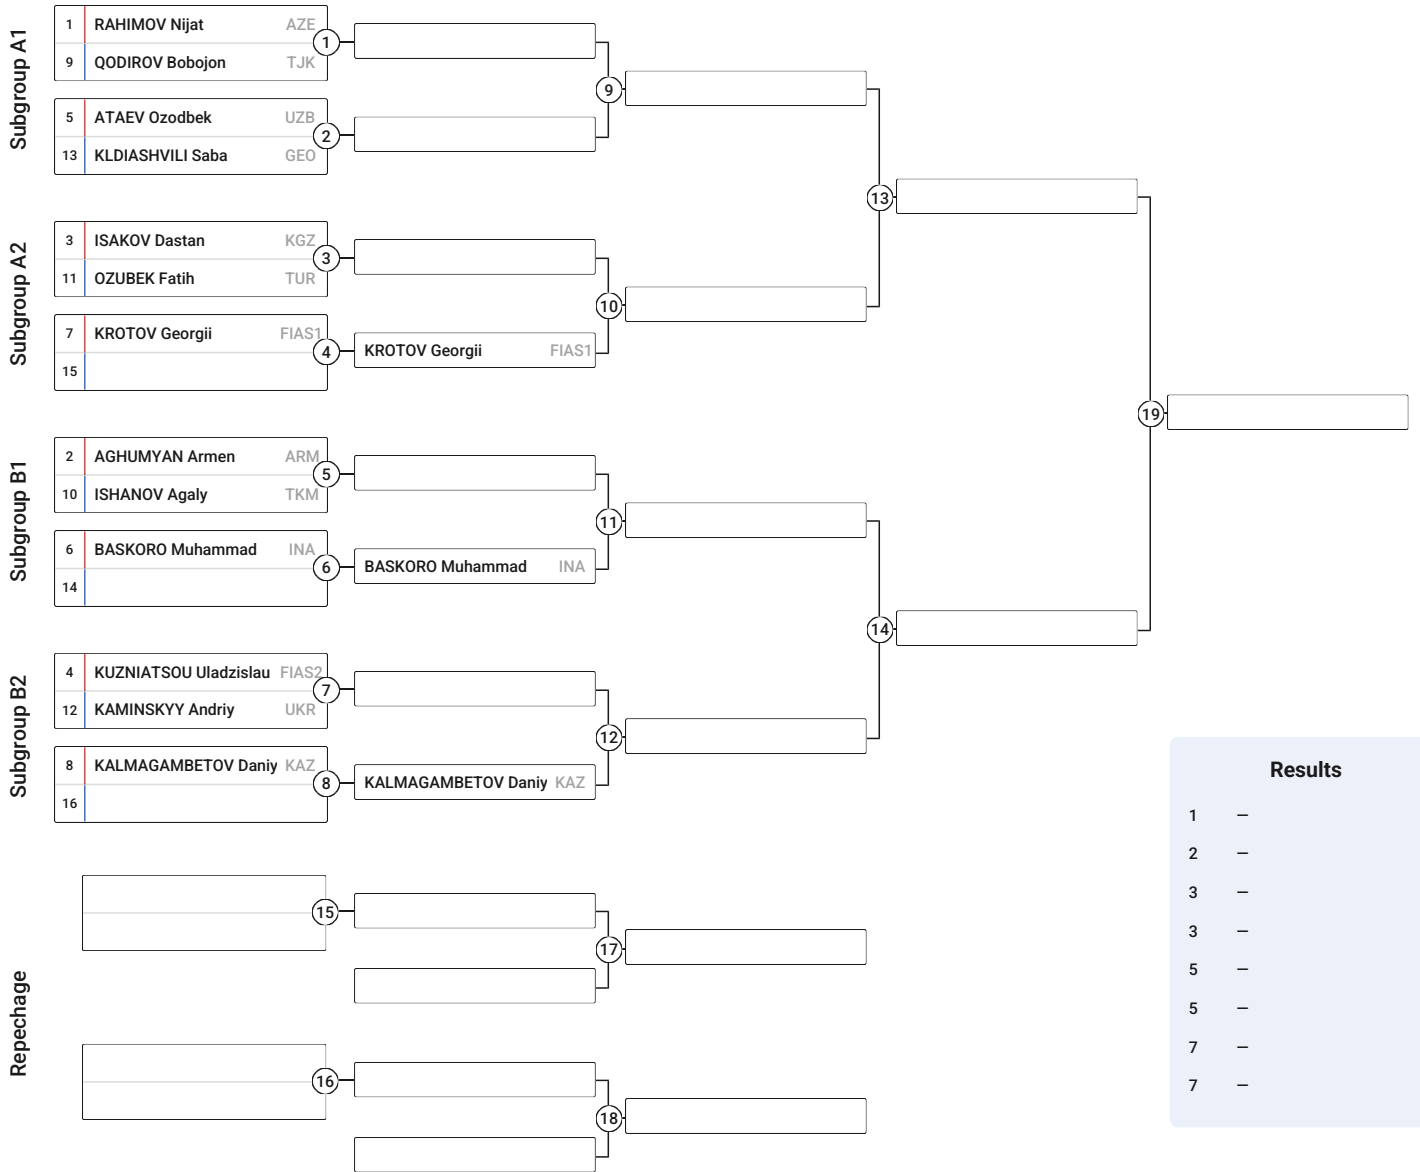 Subgroup A1
1 RAHIMOV Nijat AZE
9 QODIROV Bobojon TJK
1
5 ATAEV Ozodbek UZB
13 KLDIASHVILI Saba GEO
2
9
Subgroup A2
3 ISAKOV Dastan KGZ
11 OZUBEK Fatih TUR
3
7 KROTOV Georgii FIAS1
15
4
KROTOV Georgii FIAS1
10
13
Subgroup B1
2 AGHUMYAN Armen ARM
10 ISHANOV Agaly TKM
5
6 BASKORO Muhammad INA
14
6
BASKORO Muhammad INA
11
Subgroup B2
4 KUZNIATSOU Uladzislau FIAS2
12 KAMINSKYY Andriy UKR
7
8 KALMAGAMBETOV Daniy KAZ
16
8
KALMAGAMBETOV Daniy KAZ
12
14
19
Repechage
15
17
16
18
Results
1 –
2 –
3 –
3 –
5 –
5 –
7 –
7 –